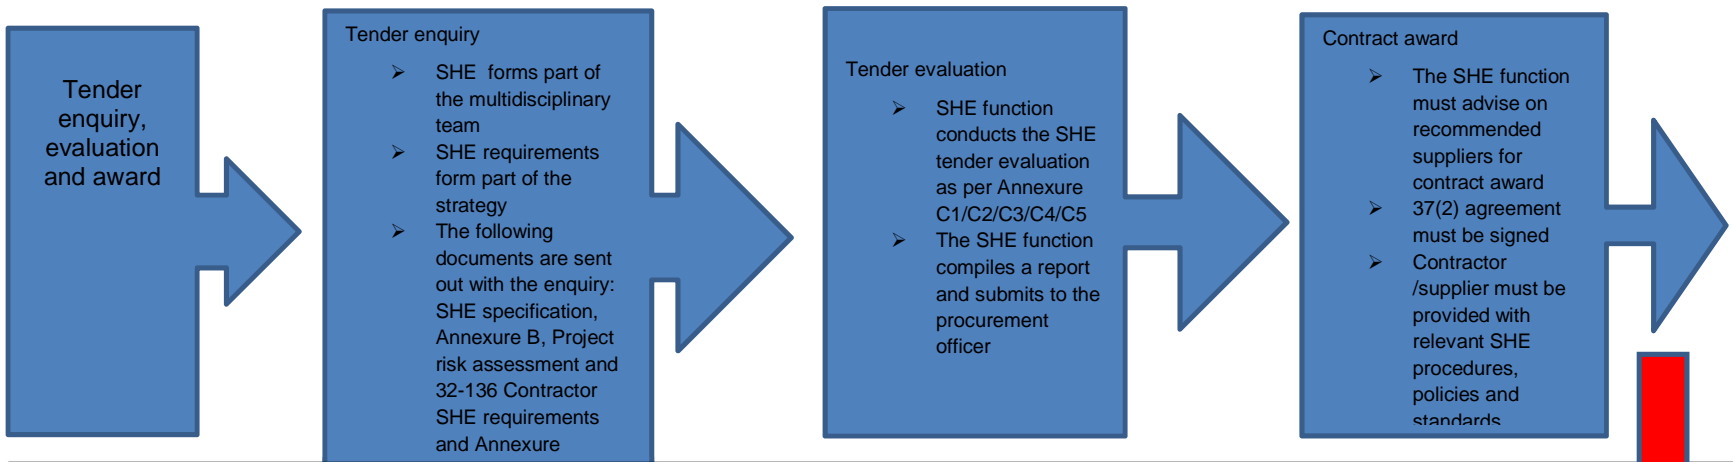 Tender
enquiry,
evaluation
and award
Tender enquiry
➢ SHE forms part of
the multidisciplinary
team
➢ SHE requirements
form part of the
strategy
➢ The following
documents are sent
out with the enquiry:
SHE specification,
Annexure B, Project
risk assessment and
32-136 Contractor
SHE requirements
and Annexure
Tender evaluation
➢ SHE function
conducts the SHE
tender evaluation
as per Annexure
C1/C2/C3/C4/C5
➢ The SHE function
compiles a report
and submits to the
procurement
officer
Contract award
➢ The SHE function
must advise on
recommended
suppliers for
contract award
➢ 37(2) agreement
must be signed
➢ Contractor
/supplier must be
provided with
relevant SHE
procedures,
policies and
standards